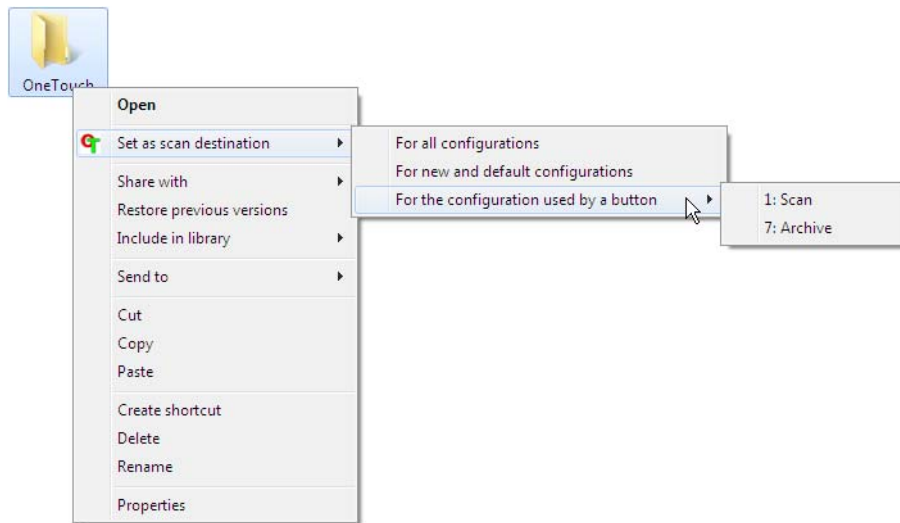 OneTouch
Open
Set as scan destination
Share with
Restore previous versions
Include in library
Send to
Cut
Copy
Paste
Create shortcut
Delete
Rename
Properties
For all configurations
For new and default configurations
For the configuration used by a button
1: Scan
7: Archive